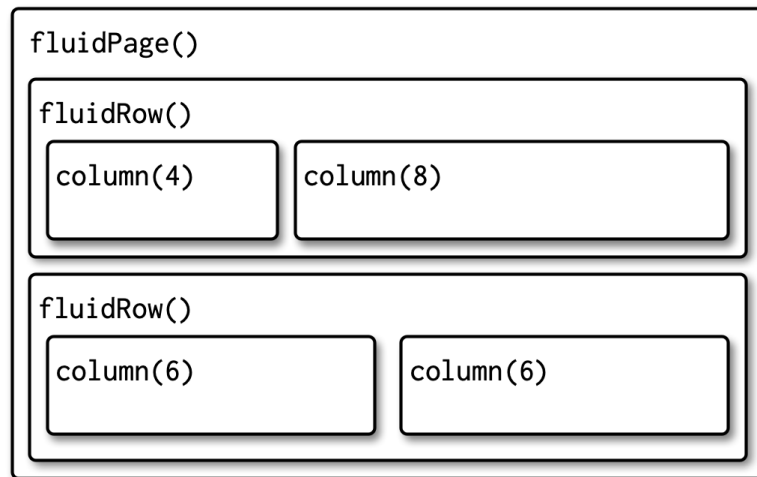 fluidPage()
fluidRow()
column(4) column(8)
fluidRow()
column(6) column(6)